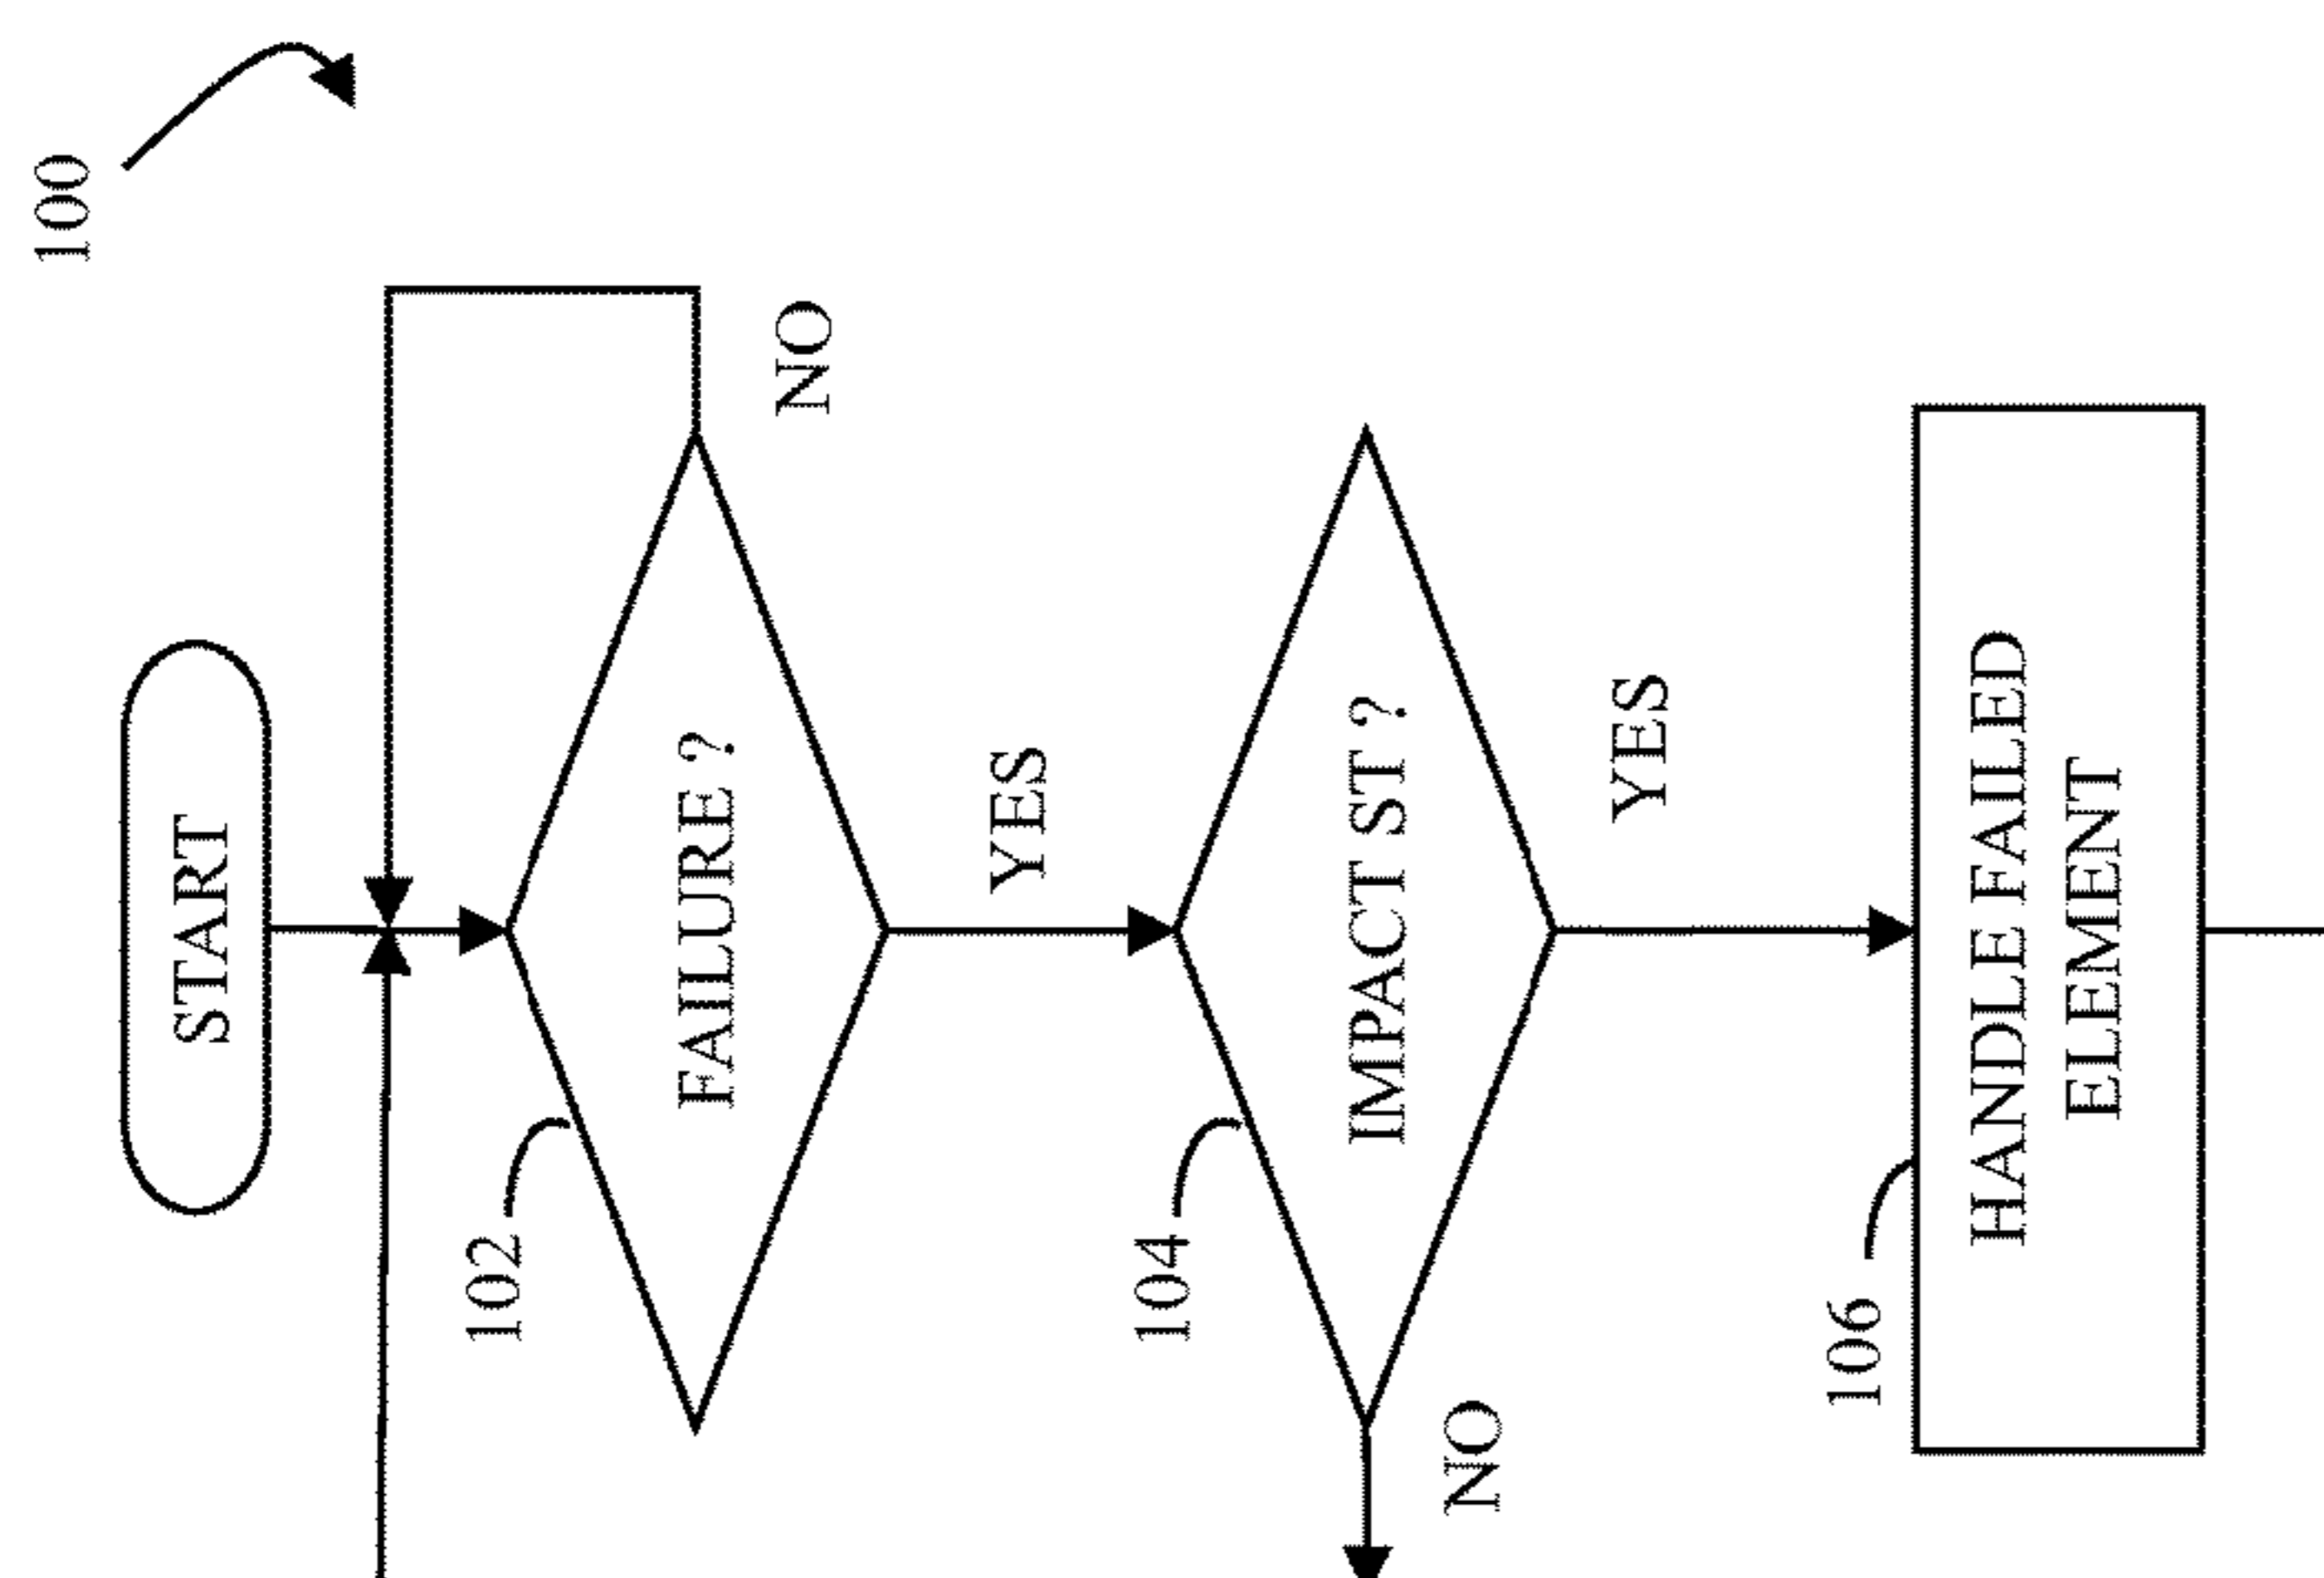 100
START
NO
FAILURE ?
102
YES
IMPACT ST ?
104
NO
YES
106
HANDLE FAILED
ELEMENT